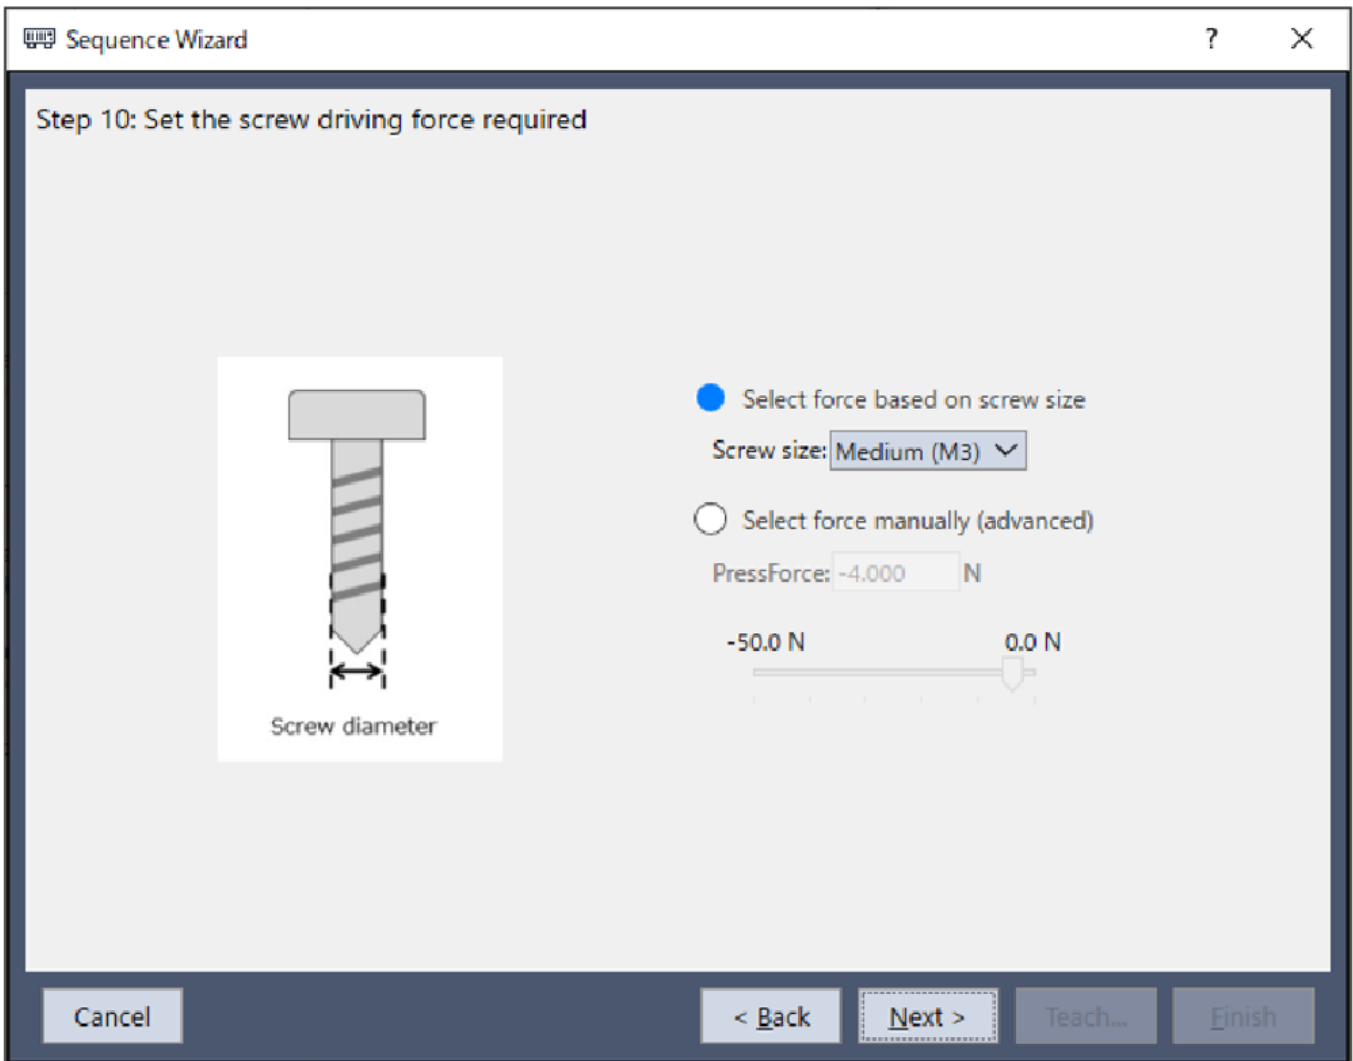 Sequence Wizard ?
Step 10: Set the screw driving force required
Select force based on screw size
Screw size: Medium (M3)
Select force manually (advanced)
PressForce: -4.000 N
-50.0 N 0.0 N
Screw diameter
Cancel < Back Next > Teach... Finish